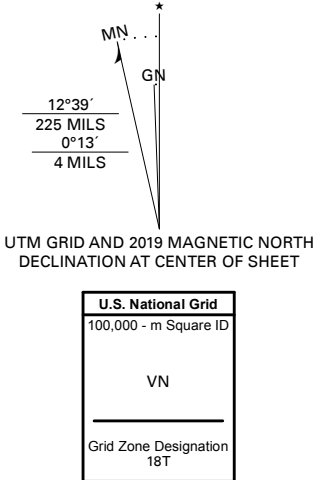 ★
MN
GN
12°39´
225 MILS
0°13´
4 MILS
UTM GRID AND 2019 MAGNETIC NORTH
DECLINATION AT CENTER OF SHEET
U.S. National Grid
100,000 - m Square ID
VN
Grid Zone Designation
18T